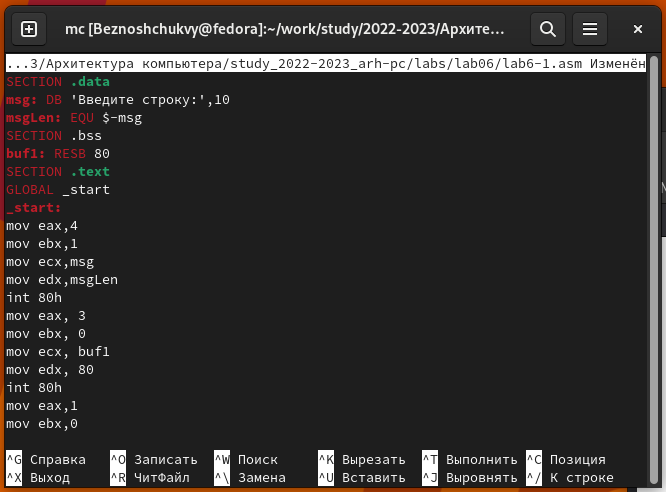 mc [Beznoshchukvy@fedora]:~/work/study/2022-2023/Архите…
...3/Архитектура компьютера/study_2022-2023_arh-pc/labs/lab06/lab6-1.asm Изменён
SECTION .data
msg: DB 'Введите строку:',10
msgLen: EQU $-msg
SECTION .bss
buf1: RESB 80
SECTION .text
GLOBAL _start
_start:
mov eax,4
mov ebx,1
mov ecx,msg
mov edx,msgLen
int 80h
mov eax, 3
mov ebx, 0
mov ecx, buf1
mov edx, 80
int 80h
mov eax,1
mov ebx,0
^G Справка ^O Записать ^W Поиск ^K Вырезать ^T Выполнить ^C Позиция
^X Выход ^R ЧитФайл ^\ Замена ^U Вставить ^J Выровнять ^/ К строке